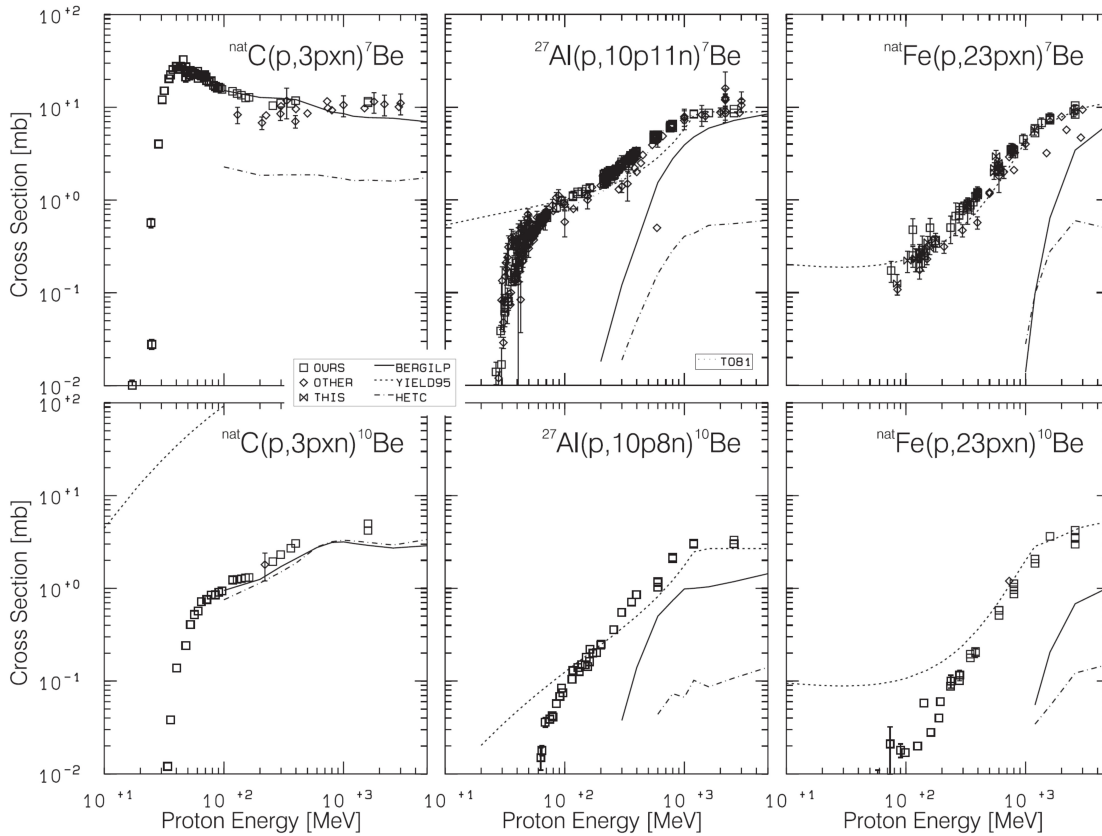 natC(p,3pxn)7Be
27Al(p,10p11n)7Be
natFe(p,23pxn)7Be
10 +2
10 +1
10 +0
10 -1
10 -2
Cross Section [mb]
OURS
OTHER
THIS
BERGILP
YIELD95
HETC
TO81
natC(p,3pxn)10Be
27Al(p,10p8n)10Be
natFe(p,23pxn)10Be
10 +2
10 +1
10 +0
10 -1
10 -2
Cross Section [mb]
10 +1
10 +2
10 +3
10 +1
10 +2
10 +3
10 +1
10 +2
10 +3
Proton Energy [MeV]
Proton Energy [MeV]
Proton Energy [MeV]